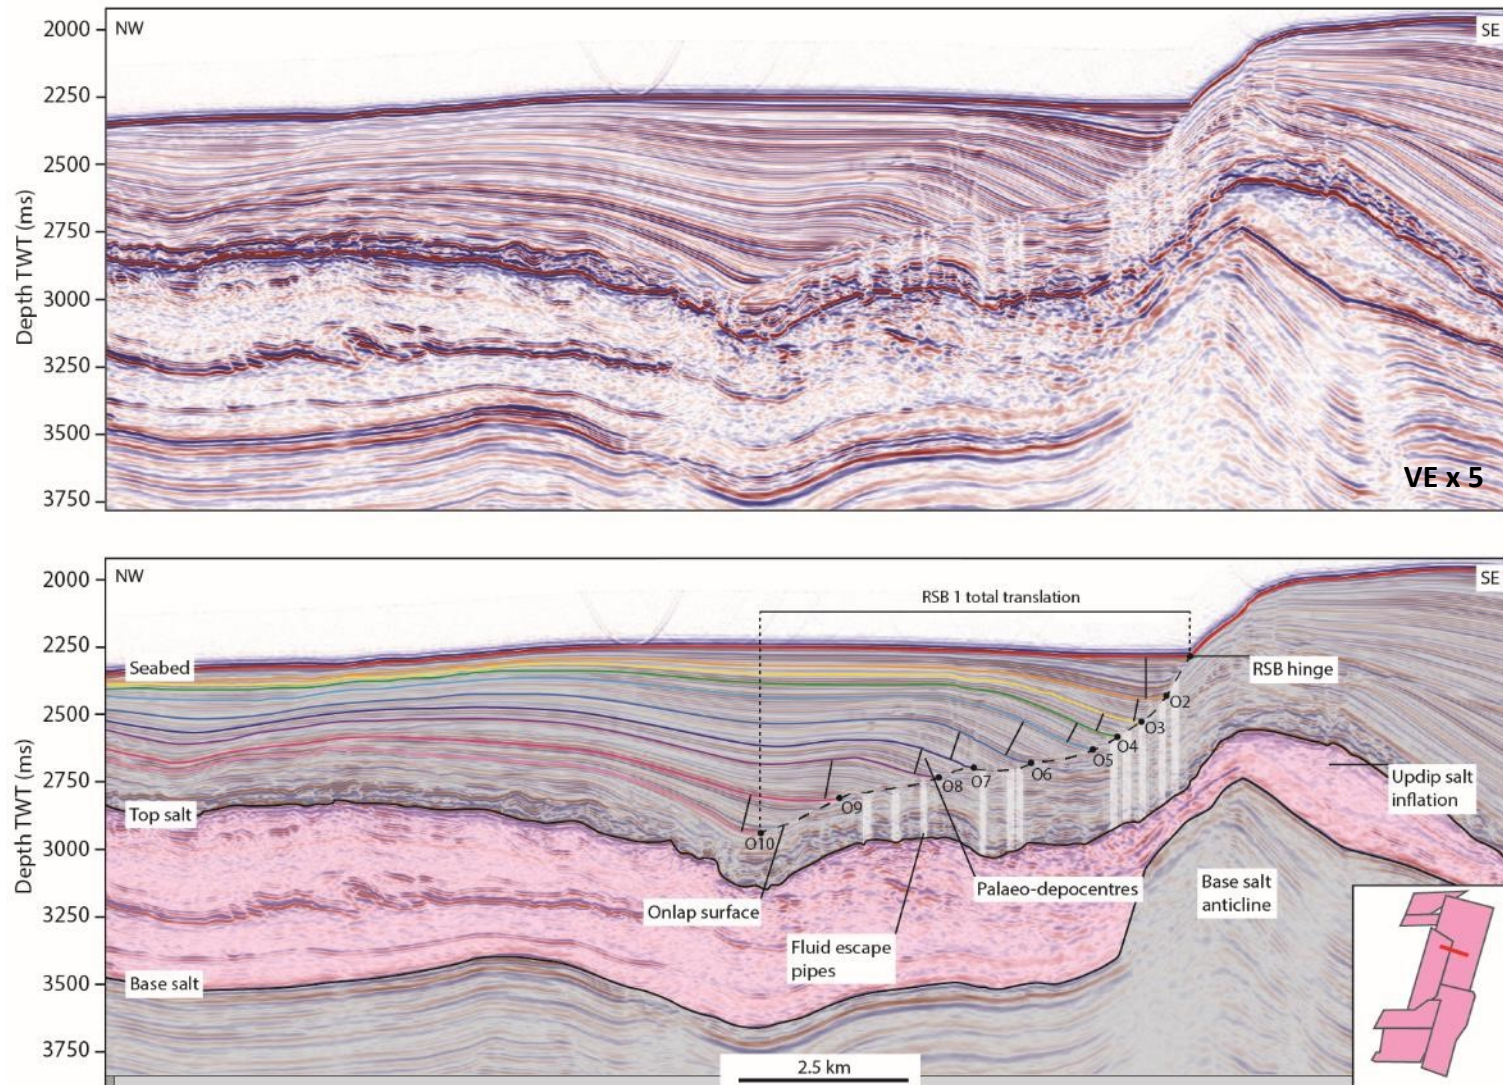 2000
NW
SE
2250
2500
2750
3000
3250
3500
3750
Depth TWT (ms)
VE x 5
2000
NW
SE
RSB 1 total translation
2250
Seabed
RSB hinge
2500
O2
O3
O4
O5
O6
O7
O8
O9
O10
2750
Updip salt
inflation
Top salt
3000
Depth TWT (ms)
Palaeo-depocentres
Base salt
anticline
Onlap surface
3250
Fluid escape
pipes
Base salt
3500
3750
2.5 km